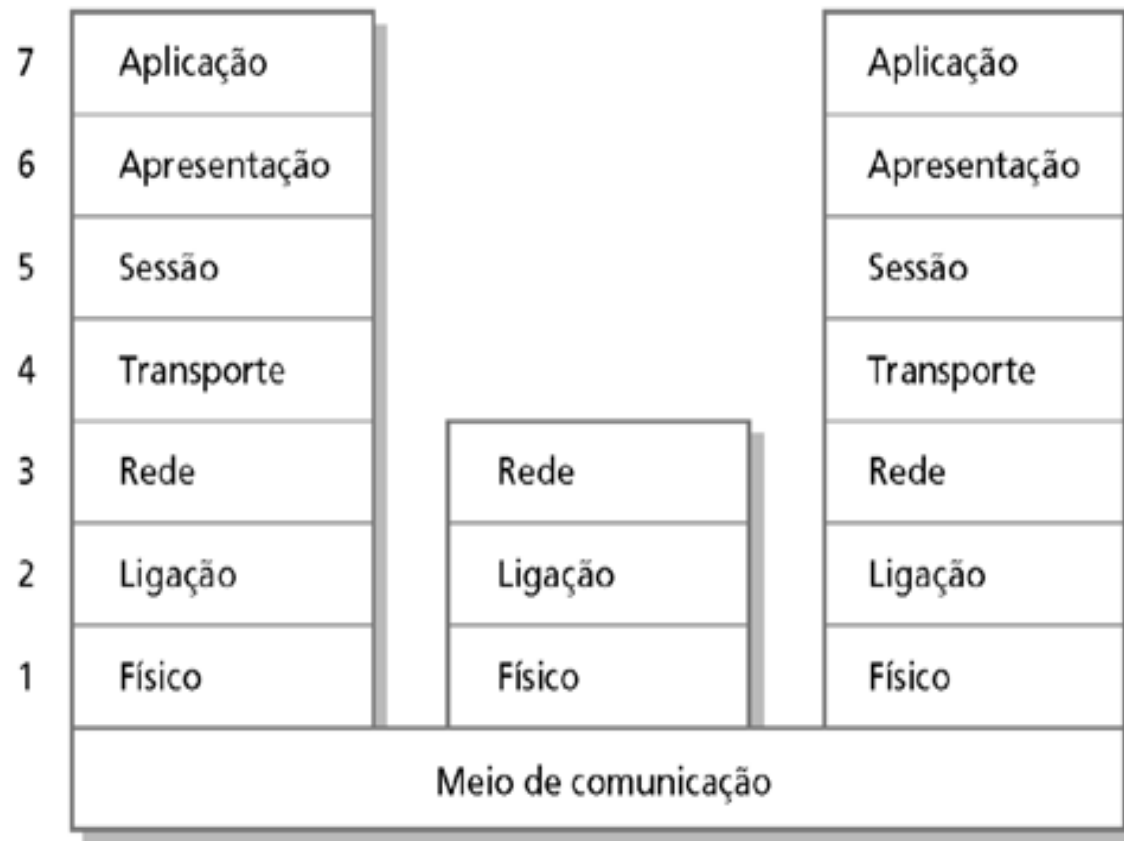 7 Aplicação Aplicação
6 Apresentação Apresentação
5 Sessão Sessão
4 Transporte Transporte
3 Rede Rede Rede
2 Ligação Ligação Ligação
1 Físico Físico Físico
Meio de comunicação